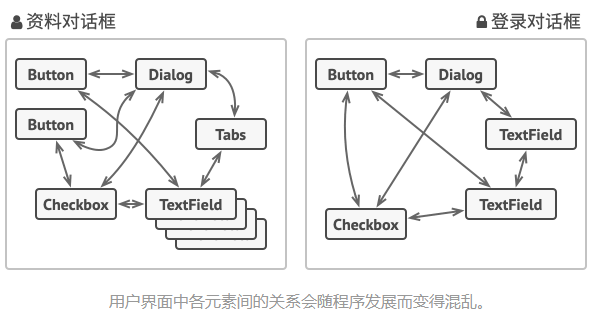 资料对话框
登录对话框
Button
Dialog
Button
Tabs
Checkbox
TextField
Button
Dialog
TextField
TextField
Checkbox
用户界面中各元素间的关系会随程序发展而变得混乱。